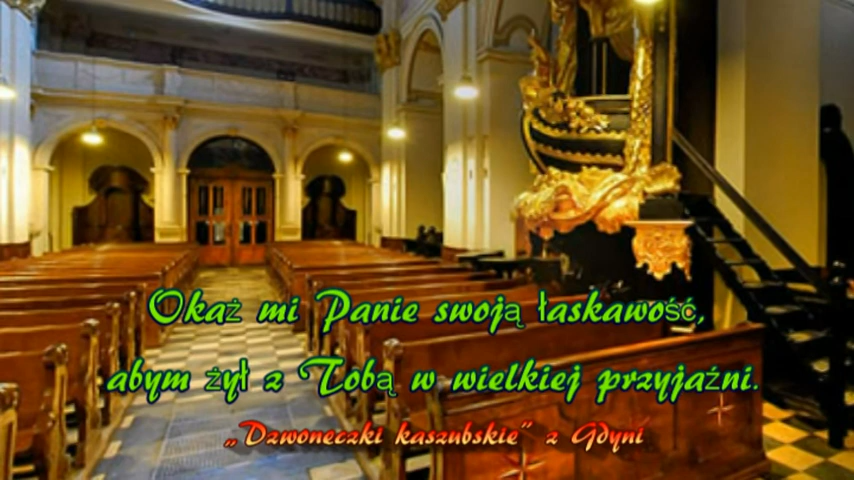 Okaż mi Panie swoją łaskawość,
abym żył z Tobą w wielkiej przyjaźni.
„Dzwoneczki kaszubskie” z Gdyni